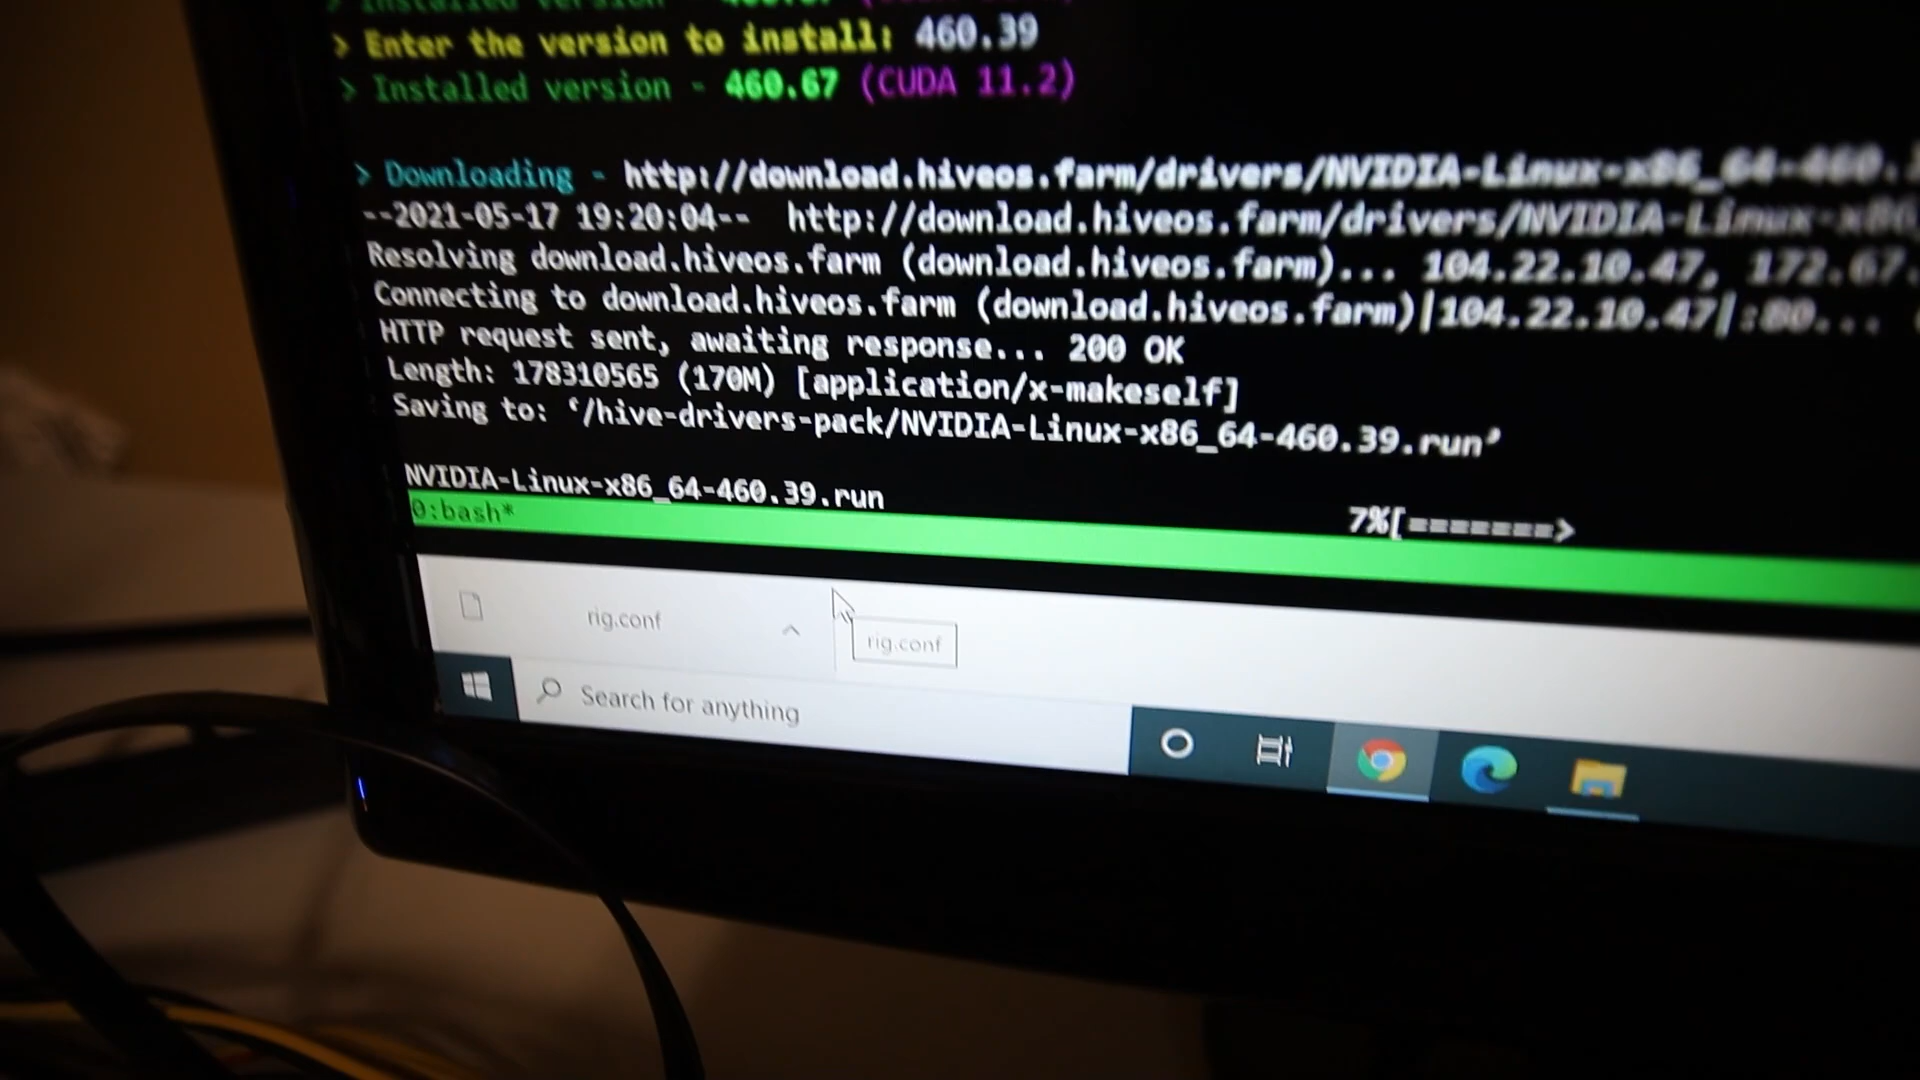 > Installed version
> Enter the version to install: 460.39
> Installed version - 460.67 (CUDA 11.2)
> Downloading - http://download.hiveos.farm/drivers/NVIDIA-Linux-x86_64-460.
--2021-05-17 19:20:04-- http://download.hiveos.farm/drivers/NVIDIA-Linux-x86
Resolving download.hiveos.farm (download.hiveos.farm)... 104.22.10.47, 172.67.
Connecting to download.hiveos.farm (download.hiveos.farm)|104.22.10.47|:80...
HTTP request sent, awaiting response... 200 OK
Length: 178310565 (170M) [application/x-makeself]
Saving to: ‘/hive-drivers-pack/NVIDIA-Linux-x86_64-460.39.run’
NVIDIA-Linux-x86_64-460.39.run 7%[=======>
0:bash*
rig.conf
rig.conf
Search for anything